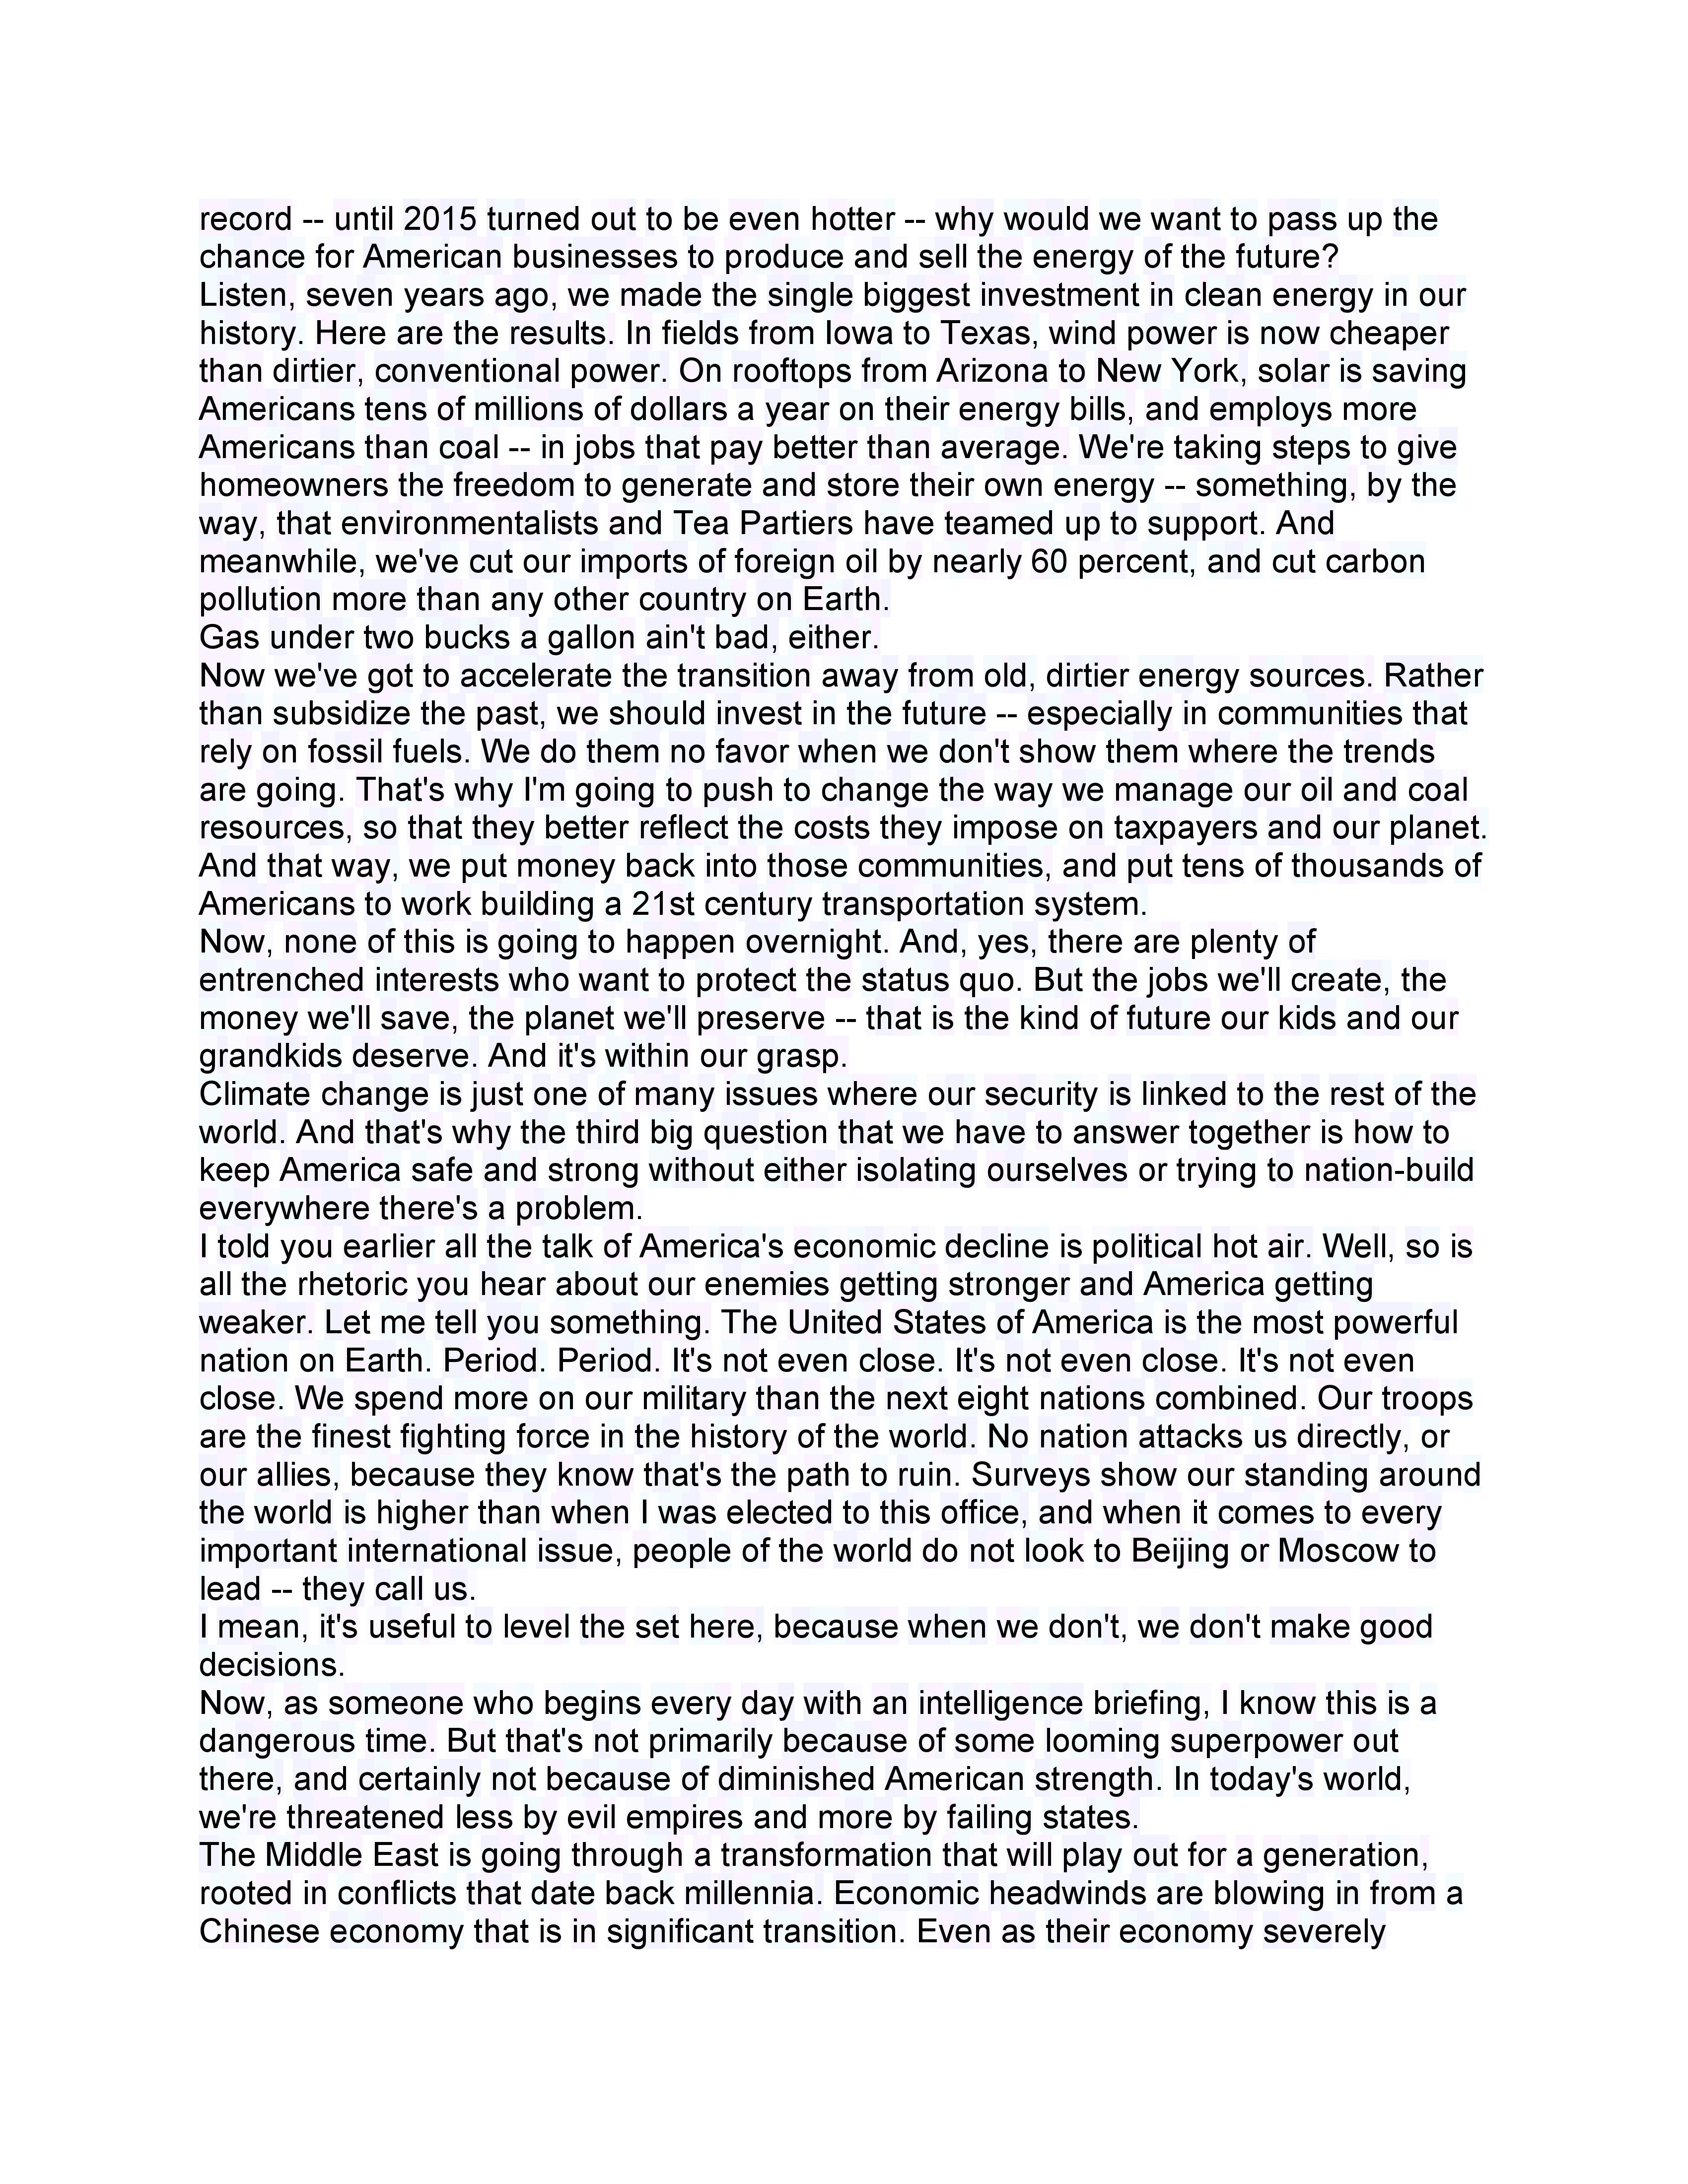 record -- until 2015 turned out to be even hotter -- why would we want to pass up the
chance for American businesses to produce and sell the energy of the future?
Listen, seven years ago, we made the single biggest investment in clean energy in our
history. Here are the results. In fields from Iowa to Texas, wind power is now cheaper
than dirtier, conventional power. On rooftops from Arizona to New York, solar is saving
Americans tens of millions of dollars a year on their energy bills, and employs more
Americans than coal -- in jobs that pay better than average. We're taking steps to give
homeowners the freedom to generate and store their own energy -- something, by the
way, that environmentalists and Tea Partiers have teamed up to support. And
meanwhile, we've cut our imports of foreign oil by nearly 60 percent, and cut carbon
pollution more than any other country on Earth.
Gas under two bucks a gallon ain't bad, either.
Now we've got to accelerate the transition away from old, dirtier energy sources. Rather
than subsidize the past, we should invest in the future -- especially in communities that
rely on fossil fuels. We do them no favor when we don't show them where the trends
are going. That's why I'm going to push to change the way we manage our oil and coal
resources, so that they better reflect the costs they impose on taxpayers and our planet.
And that way, we put money back into those communities, and put tens of thousands of
Americans to work building a 21st century transportation system.
Now, none of this is going to happen overnight. And, yes, there are plenty of
entrenched interests who want to protect the status quo. But the jobs we'll create, the
money we'll save, the planet we'll preserve -- that is the kind of future our kids and our
grandkids deserve. And it's within our grasp.
Climate change is just one of many issues where our security is linked to the rest of the
world. And that's why the third big question that we have to answer together is how to
keep America safe and strong without either isolating ourselves or trying to nation-build
everywhere there's a problem.
I told you earlier all the talk of America's economic decline is political hot air. Well, so is
all the rhetoric you hear about our enemies getting stronger and America getting
weaker. Let me tell you something. The United States of America is the most powerful
nation on Earth. Period. Period. It's not even close. It's not even close. It's not even
close. We spend more on our military than the next eight nations combined. Our troops
are the finest fighting force in the history of the world. No nation attacks us directly, or
our allies, because they know that's the path to ruin. Surveys show our standing around
the world is higher than when I was elected to this office, and when it comes to every
important international issue, people of the world do not look to Beijing or Moscow to
lead -- they call us.
I mean, it's useful to level the set here, because when we don't, we don't make good
decisions.
Now, as someone who begins every day with an intelligence briefing, I know this is a
dangerous time. But that's not primarily because of some looming superpower out
there, and certainly not because of diminished American strength. In today's world,
we're threatened less by evil empires and more by failing states.
The Middle East is going through a transformation that will play out for a generation,
rooted in conflicts that date back millennia. Economic headwinds are blowing in from a
Chinese economy that is in significant transition. Even as their economy severely